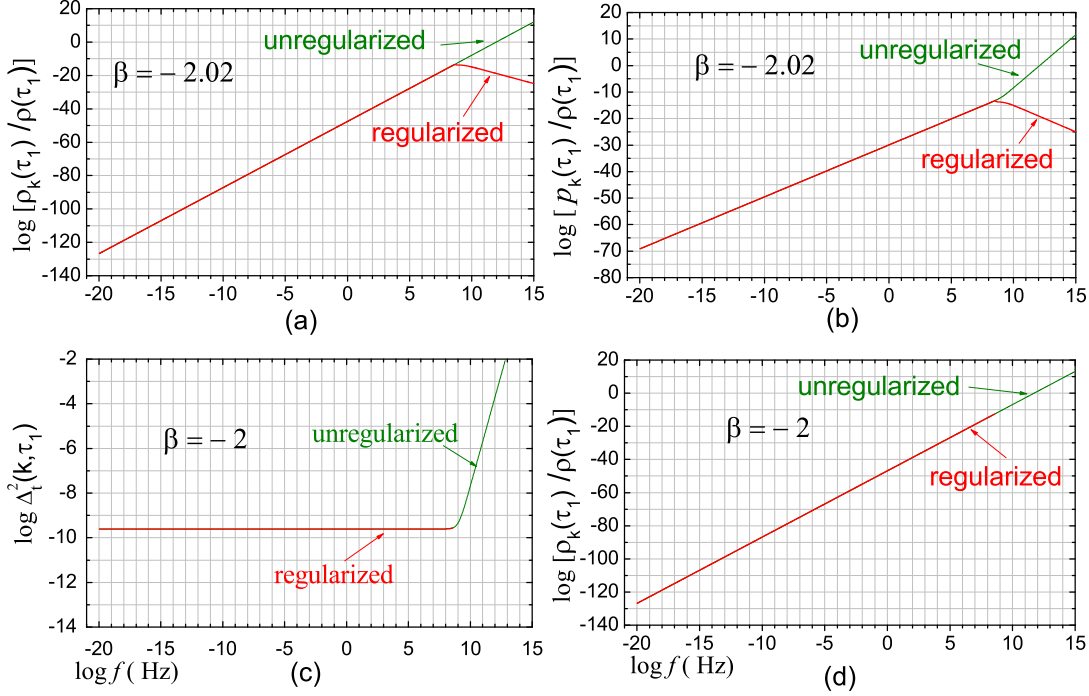 20
0
-20
-40
-60
-80
-100
-120
-140
log [ρk(τ1) /ρ(τ1)]
unregularized
β = − 2.02
regularized
-20 -15 -10 -5 0 5 10 15
(a)
20
10
0
-10
-20
-30
-40
-50
-60
-70
-80
log [pk(τ1) /ρ(τ1)]
unregularized
β = − 2.02
regularized
-20 -15 -10 -5 0 5 10 15
(b)
-2
-4
-6
-8
-10
-12
-14
log Δt²(k,τ1)
β = − 2
unregularized
regularized
-20 -15 -10 -5 0 5 10 15
log f ( Hz)
(c)
20
0
-20
-40
-60
-80
-100
-120
-140
log [ρk(τ1) /ρ(τ1)]
unregularized
β = − 2
regularized
-20 -15 -10 -5 0 5 10 15
log f ( Hz)
(d)